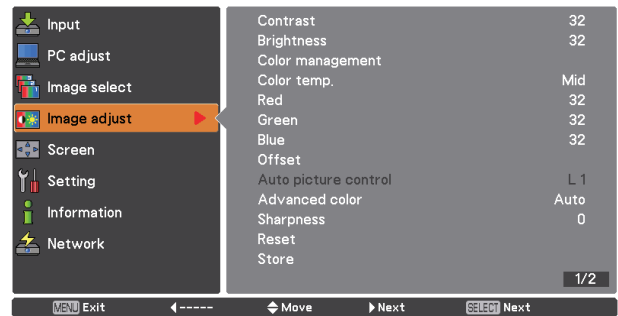 Input
PC adjust
Image select
Image adjust
Screen
Setting
Information
Network
Contrast 32
Brightness 32
Color management
Color temp. Mid
Red 32
Green 32
Blue 32
Offset
Auto picture control L 1
Advanced color Auto
Sharpness 0
Reset
Store
1/2
MENU Exit ◀----- Move Next SELECT Next